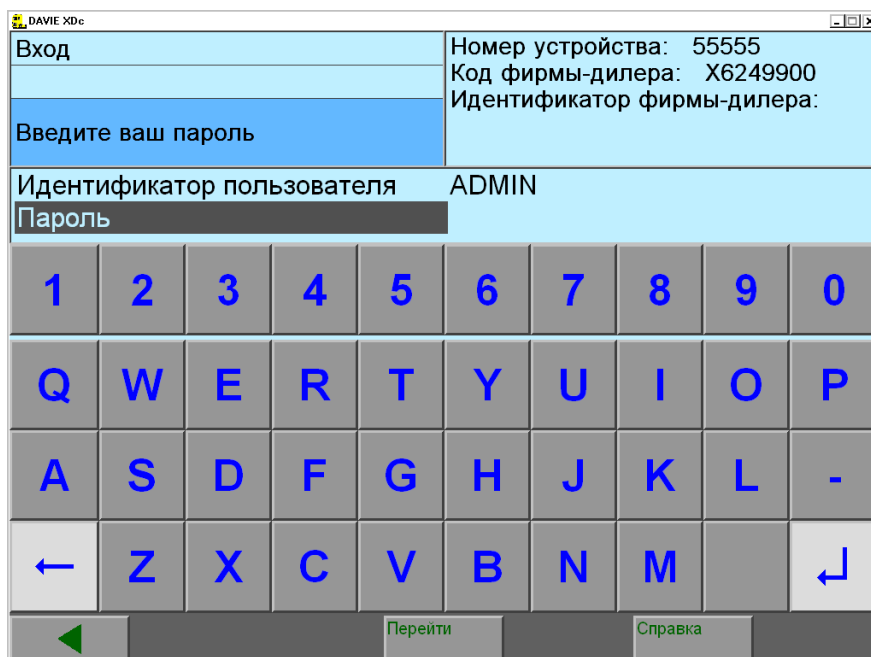 DAVIE XDc
Вход
Номер устройства: 55555
Код фирмы-дилера: X6249900
Идентификатор фирмы-дилера:
Введите ваш пароль
Идентификатор пользователя ADMIN
Пароль
1 2 3 4 5 6 7 8 9 0
Q W E R T Y U I O P
A S D F G H J K L -
Z X C V B N M
Перейти Справка